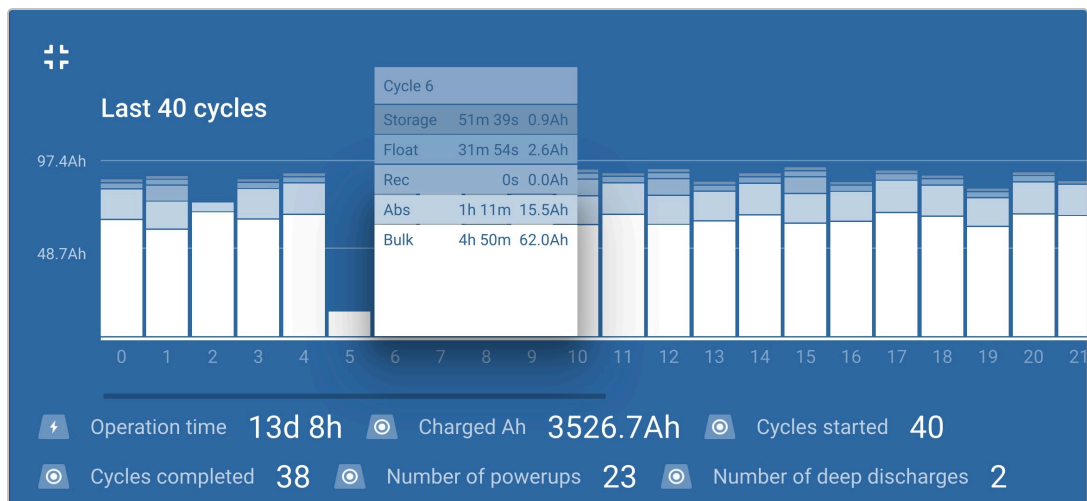 Last 40 cycles
97.4Ah
48.7Ah
Cycle 6
Storage 51m 39s 0.9Ah
Float 31m 54s 2.6Ah
Rec 0s 0.0Ah
Abs 1h 11m 15.5Ah
Bulk 4h 50m 62.0Ah
0 1 2 3 4 5 6 7 8 9 10 11 12 13 14 15 16 17 18 19 20 21
Operation time 13d 8h Charged Ah 3526.7Ah Cycles started 40
Cycles completed 38 Number of powerups 23 Number of deep discharges 2